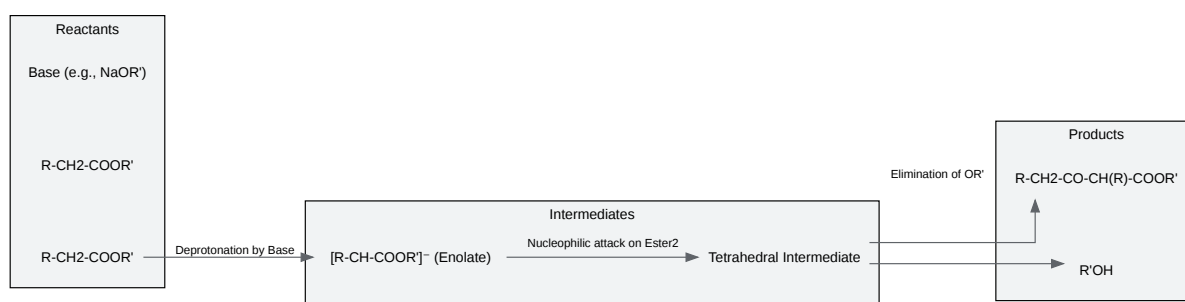 Reactants
Base (e.g., NaOR')
R-CH2-COOR'
R-CH2-COOR'
Deprotonation by Base
Intermediates
[R-CH-COOR']⁻ (Enolate)
Nucleophilic attack on Ester2
Tetrahedral Intermediate
Elimination of OR'
Products
R-CH2-CO-CH(R)-COOR'
R'OH